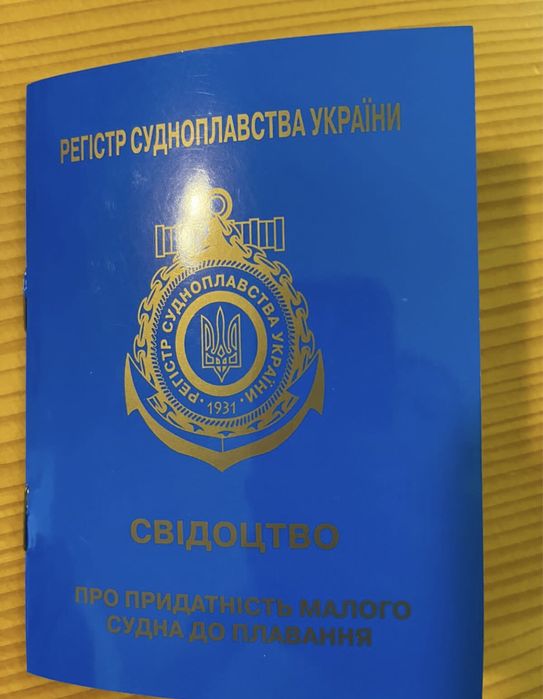 РЕГІСТР СУДНОПЛАВСТВА УКРАЇНИ
· РЕГІСТР СУДНОПЛАВСТВА УКРАЇНИ ·
1931
СВІДОЦТВО
ПРО ПРИДАТНІСТЬ МАЛОГО
СУДНА ДО ПЛАВАННЯ